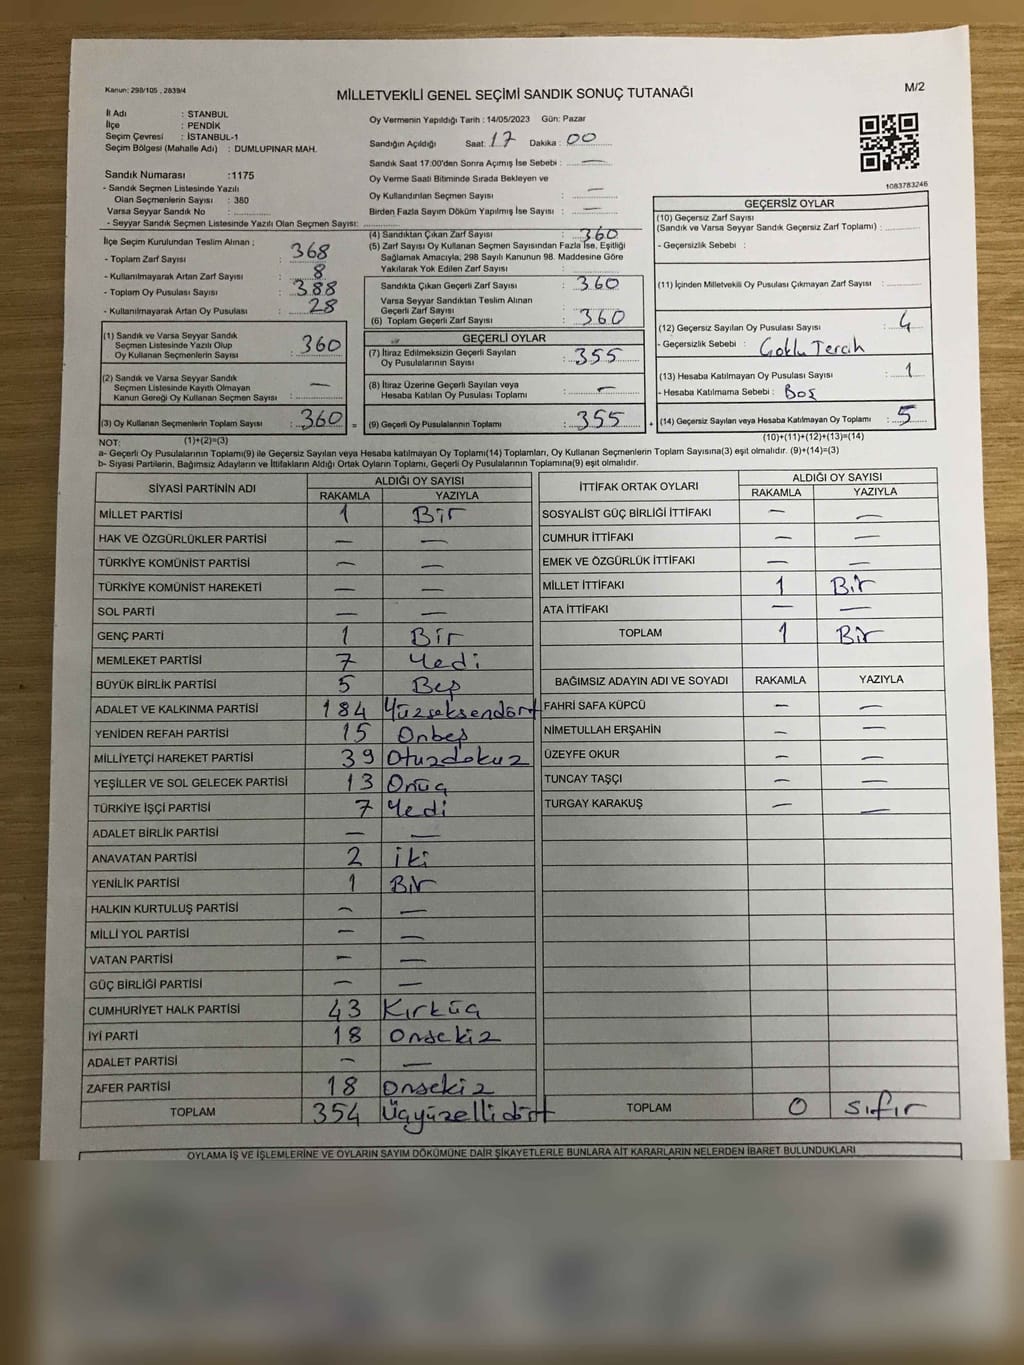 Kanun: 298/105 , 2839/4
M/2
MİLLETVEKİLİ GENEL SEÇİMİ SANDIK SONUÇ TUTANAĞI
İl Adı : STANBUL
İlçe : PENDİK
Seçim Çevresi : İSTANBUL-1
Seçim Bölgesi (Mahalle Adı) : DUMLUPINAR MAH.
Sandık Numarası :1175
- Sandık Seçmen Listesinde Yazılı
Olan Seçmenlerin Sayısı : 380
Varsa Seyyar Sandık No :
- Seyyar Sandık Seçmen Listesinde Yazılı Olan Seçmen Sayısı:
Oy Vermenin Yapıldığı Tarih : 14/05/2023 Gün: Pazar
Sandığın Açıldığı Saat: 17 Dakika : 00
Sandık Saat 17:00'den Sonra Açımış İse Sebebi : —
Oy Verme Saati Bitiminde Sırada Bekleyen ve
Oy Kullandırılan Seçmen Sayısı : —
Birden Fazla Sayım Döküm Yapılmış İse Sayısı : —
1083783246
İlçe Seçim Kurulundan Teslim Alınan ;
- Toplam Zarf Sayısı : 368
- Kullanılmayarak Artan Zarf Sayısı : 8
- Toplam Oy Pusulası Sayısı : 388
- Kullanılmayarak Artan Oy Pusulası : 28
(4) Sandıktan Çıkan Zarf Sayısı : 360
(5) Zarf Sayısı Oy Kullanan Seçmen Sayısından Fazla İse, Eşitliği
Sağlamak Amacıyla, 298 Sayılı Kanunun 98. Maddesine Göre
Yakılarak Yok Edilen Zarf Sayısı :
Sandıkta Çıkan Geçerli Zarf Sayısı : 360
Varsa Seyyar Sandıktan Teslim Alınan
Geçerli Zarf Sayısı :
(6) Toplam Geçerli Zarf Sayısı : 360
GEÇERSİZ OYLAR
(10) Geçersiz Zarf Sayısı
(Sandık ve Varsa Seyyar Sandık Geçersiz Zarf Toplamı) :
- Geçersizlik Sebebi :
(11) İçinden Milletvekili Oy Pusulası Çıkmayan Zarf Sayısı :
(12) Geçersiz Sayılan Oy Pusulası Sayısı : 4
- Geçersizlik Sebebi : Çoklu Tercih
(13) Hesaba Katılmayan Oy Pusulası Sayısı : 1
- Hesaba Katılmama Sebebi : Boş
(14) Geçersiz Sayılan veya Hesaba Katılmayan Oy Toplamı : 5
(10)+(11)+(12)+(13)=(14)
(1) Sandık ve Varsa Seyyar Sandık
Seçmen Listesinde Yazılı Olup
Oy Kullanan Seçmenlerin Sayısı : 360
(2) Sandık ve Varsa Seyyar Sandık
Seçmen Listesinde Kayıtlı Olmayan
Kanun Gereği Oy Kullanan Seçmen Sayısı : —
(3) Oy Kullanan Seçmenlerin Toplam Sayısı : 360 =
(1)+(2)=(3)
GEÇERLİ OYLAR
(7) İtiraz Edilmeksizin Geçerli Sayılan
Oy Pusulalarının Sayısı : 355
(8) İtiraz Üzerine Geçerli Sayılan veya
Hesaba Katılan Oy Pusulası Toplamı : —
(9) Geçerli Oy Pusulalarının Toplamı : 355 +
NOT:
a- Geçerli Oy Pusulalarının Toplamı(9) ile Geçersiz Sayılan veya Hesaba katılmayan Oy Toplamı(14) Toplamları, Oy Kullanan Seçmenlerin Toplam Sayısına(3) eşit olmalıdır. (9)+(14)=(3)
b- Siyasi Partilerin, Bağımsız Adayların ve İttifakların Aldığı Ortak Oyların Toplamı, Geçerli Oy Pusulalarının Toplamına(9) eşit olmalıdır.
SİYASİ PARTİNİN ADI ALDIĞI OY SAYISI
RAKAMLA YAZIYLA
MİLLET PARTİSİ 1 Bir
HAK VE ÖZGÜRLÜKLER PARTİSİ — —
TÜRKİYE KOMÜNİST PARTİSİ — —
TÜRKİYE KOMÜNİST HAREKETİ — —
SOL PARTİ — —
GENÇ PARTİ 1 Bir
MEMLEKET PARTİSİ 7 Yedi
BÜYÜK BİRLİK PARTİSİ 5 Beş
ADALET VE KALKINMA PARTİSİ 184 Yüzseksendört
YENİDEN REFAH PARTİSİ 15 Onbeş
MİLLİYETÇİ HAREKET PARTİSİ 39 Otuzdokuz
YEŞİLLER VE SOL GELECEK PARTİSİ 13 Onüç
TÜRKİYE İŞÇİ PARTİSİ 7 Yedi
ADALET BİRLİK PARTİSİ — —
ANAVATAN PARTİSİ 2 İki
YENİLİK PARTİSİ 1 Bir
HALKIN KURTULUŞ PARTİSİ — —
MİLLİ YOL PARTİSİ — —
VATAN PARTİSİ — —
GÜÇ BİRLİĞİ PARTİSİ — —
CUMHURİYET HALK PARTİSİ 43 Kırküç
İYİ PARTİ 18 Onsekiz
ADALET PARTİSİ — —
ZAFER PARTİSİ 18 Onsekiz
TOPLAM 354 Üçyüzellidört
İTTİFAK ORTAK OYLARI ALDIĞI OY SAYISI
RAKAMLA YAZIYLA
SOSYALİST GÜÇ BİRLİĞİ İTTİFAKI — —
CUMHUR İTTİFAKI — —
EMEK VE ÖZGÜRLÜK İTTİFAKI — —
MİLLET İTTİFAKI 1 Bir
ATA İTTİFAKI — —
TOPLAM 1 Bir
BAĞIMSIZ ADAYIN ADI VE SOYADI RAKAMLA YAZIYLA
FAHRİ SAFA KÜPCÜ — —
NİMETULLAH ERŞAHİN — —
ÜZEYFE OKUR — —
TUNCAY TAŞÇI — —
TURGAY KARAKUŞ — —
TOPLAM 0 sıfır
OYLAMA İŞ VE İŞLEMLERİNE VE OYLARIN SAYIM DÖKÜMÜNE DAİR ŞİKAYETLERLE BUNLARA AİT KARARLARIN NELERDEN İBARET BULUNDUKLARI